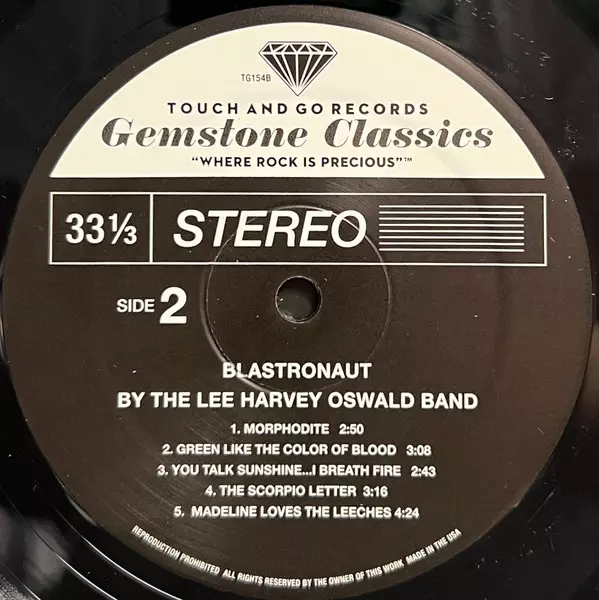 TG154B
TOUCH AND GO RECORDS
Gemstone Classics
"WHERE ROCK IS PRECIOUS"™
33 1/3 STEREO
SIDE 2
BLASTRONAUT
BY THE LEE HARVEY OSWALD BAND
1. MORPHODITE 2:50
2. GREEN LIKE THE COLOR OF BLOOD 3:08
3. YOU TALK SUNSHINE...I BREATH FIRE 2:43
4. THE SCORPIO LETTER 3:16
5. MADELINE LOVES THE LEECHES 4:24
REPRODUCTION PROHIBITED ALL RIGHTS RESERVED BY THE OWNER OF THIS WORK MADE IN THE USA